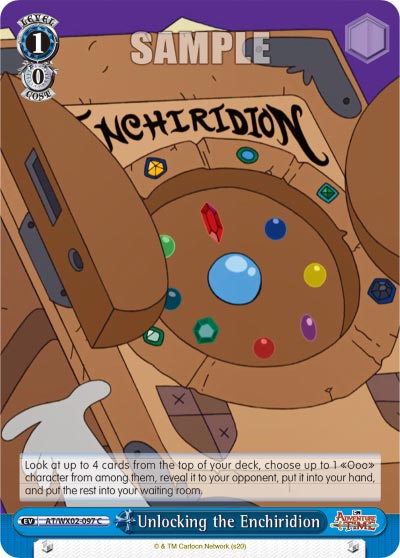 LEVEL
1
0
COST
SAMPLE
ENCHIRIDION
Look at up to 4 cards from the top of your deck, choose up to 1 «Ooo»
character from among them, reveal it to your opponent, put it into your hand,
and put the rest into your waiting room.
EV AT/WX02-097 C Unlocking the Enchiridion
ADVENTURE TIME
© & TM Cartoon Network (s20)